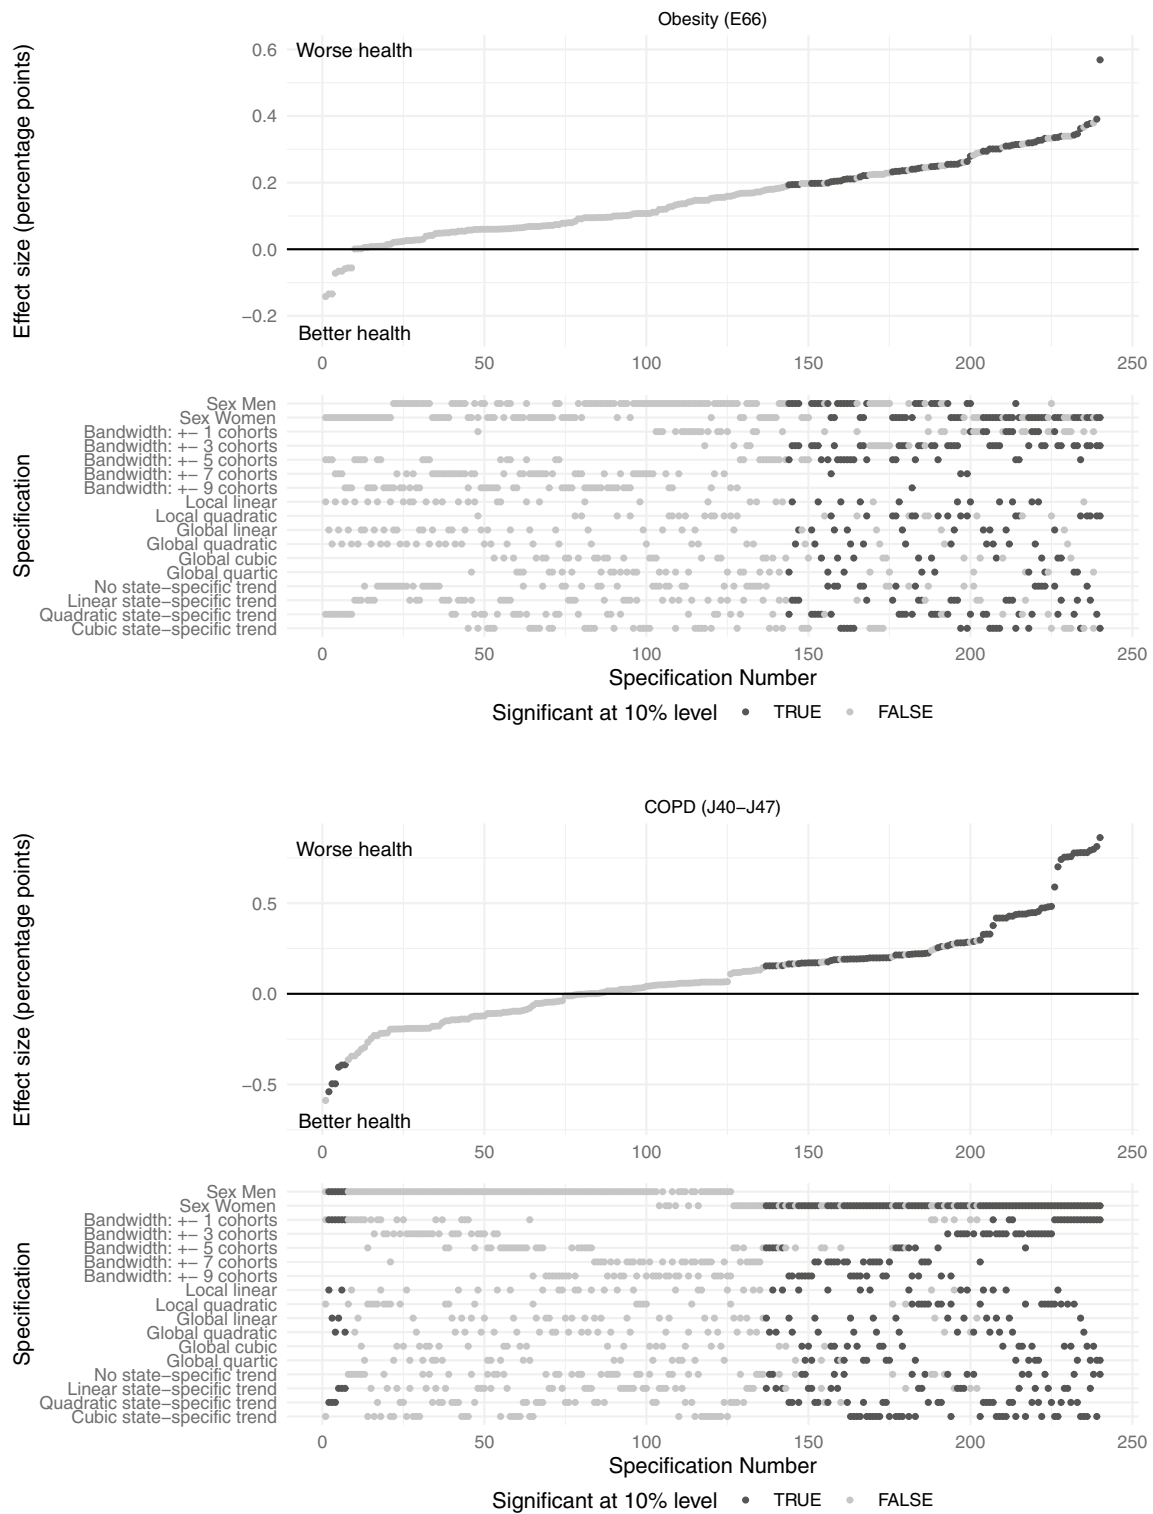 Obesity (E66)
Effect size (percentage points)
Worse health
0.6
0.4
0.2
0.0
−0.2
Better health
0 50 100 150 200 250
Specification
Sex Men
Sex Women
Bandwidth: +− 1 cohorts
Bandwidth: +− 3 cohorts
Bandwidth: +− 5 cohorts
Bandwidth: +− 7 cohorts
Bandwidth: +− 9 cohorts
Local linear
Local quadratic
Global linear
Global quadratic
Global cubic
Global quartic
No state−specific trend
Linear state−specific trend
Quadratic state−specific trend
Cubic state−specific trend
0 50 100 150 200 250
Specification Number
Significant at 10% level TRUE FALSE
COPD (J40−J47)
Effect size (percentage points)
Worse health
0.5
0.0
−0.5
Better health
0 50 100 150 200 250
Specification
Sex Men
Sex Women
Bandwidth: +− 1 cohorts
Bandwidth: +− 3 cohorts
Bandwidth: +− 5 cohorts
Bandwidth: +− 7 cohorts
Bandwidth: +− 9 cohorts
Local linear
Local quadratic
Global linear
Global quadratic
Global cubic
Global quartic
No state−specific trend
Linear state−specific trend
Quadratic state−specific trend
Cubic state−specific trend
0 50 100 150 200 250
Specification Number
Significant at 10% level TRUE FALSE